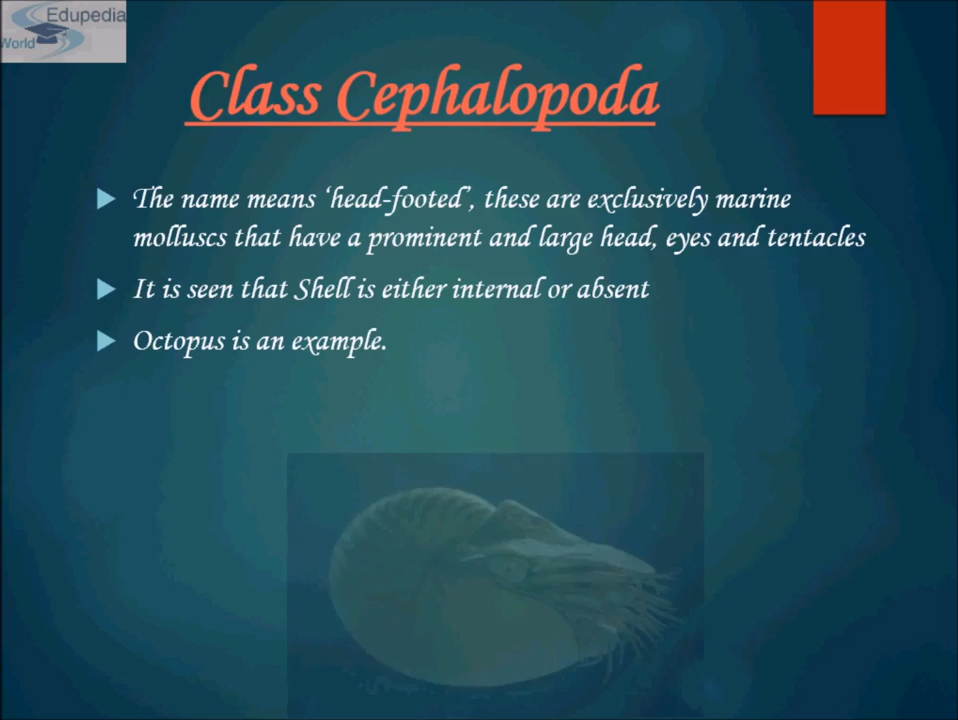 Edupedia
World
Class Cephalopoda
The name means ‘head-footed’, these are exclusively marine
molluscs that have a prominent and large head, eyes and tentacles
It is seen that Shell is either internal or absent
Octopus is an example.